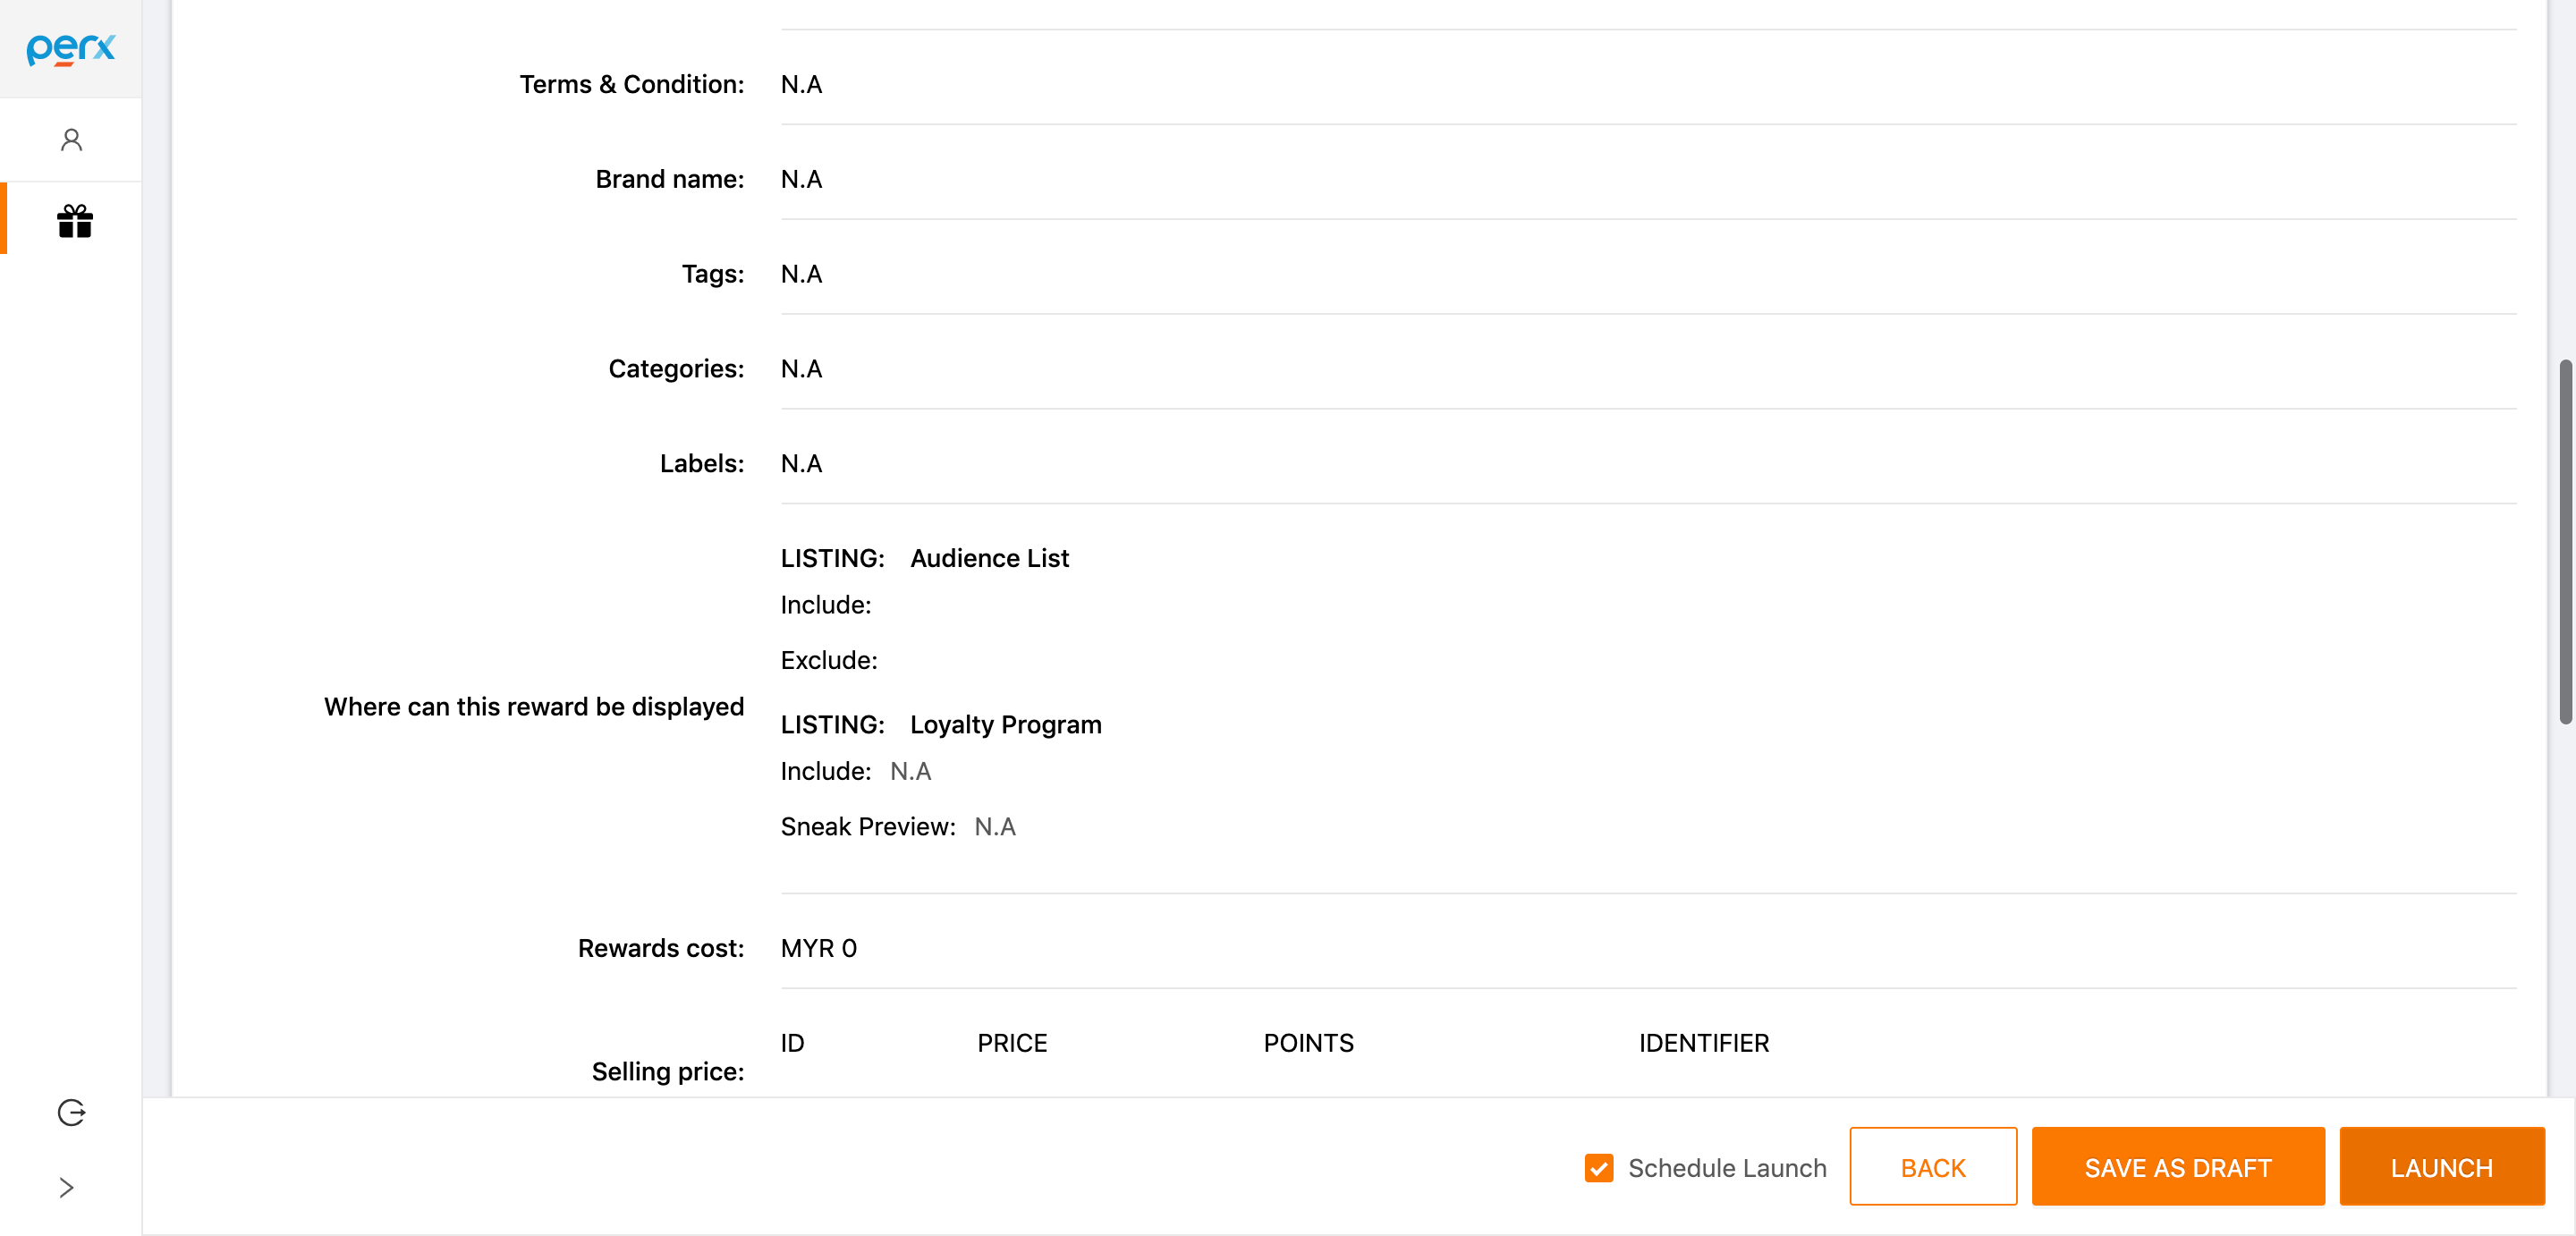 perx
Terms & Condition: N.A
Brand name: N.A
Tags: N.A
Categories: N.A
Labels: N.A
Where can this reward be displayed
LISTING: Audience List
Include:
Exclude:
LISTING: Loyalty Program
Include: N.A
Sneak Preview: N.A
Rewards cost: MYR 0
Selling price:
ID PRICE POINTS IDENTIFIER
Schedule Launch BACK SAVE AS DRAFT LAUNCH